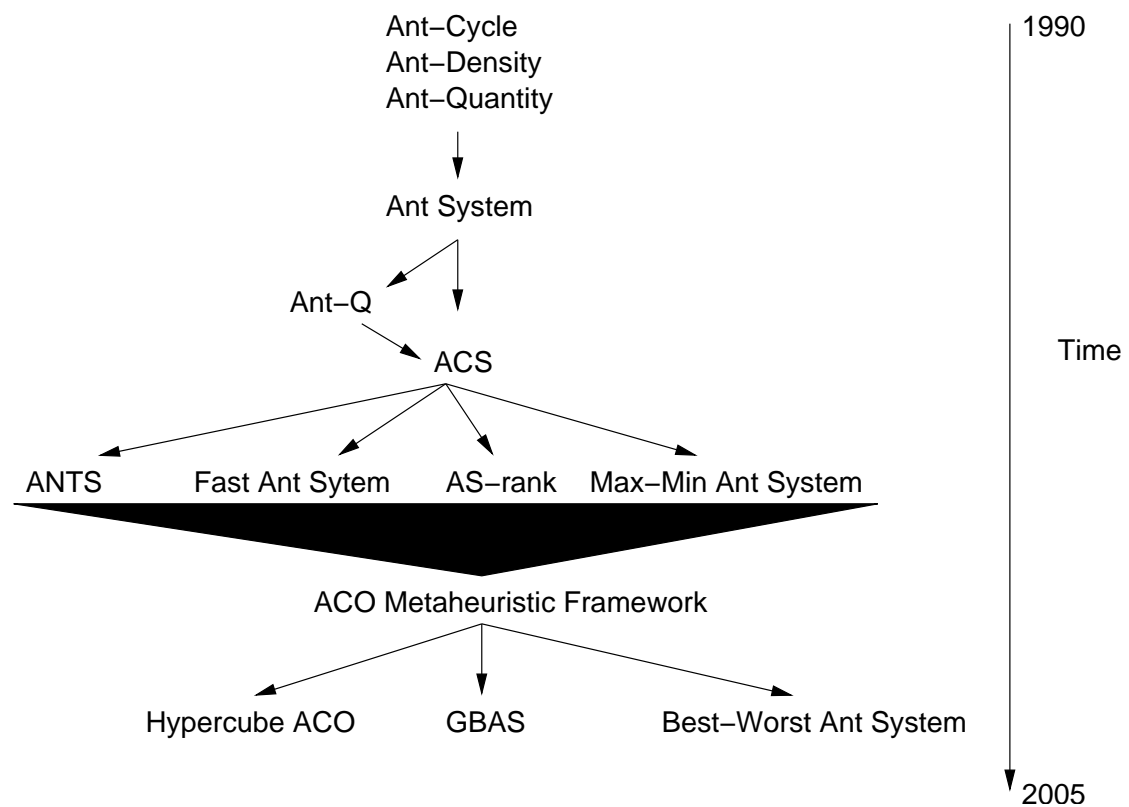 Ant−Cycle
1990
Ant−Density
Ant−Quantity
Ant System
Ant−Q
Time
ACS
ANTS
Fast Ant Sytem
AS−rank
Max−Min Ant System
ACO Metaheuristic Framework
Hypercube ACO
GBAS
Best−Worst Ant System
2005